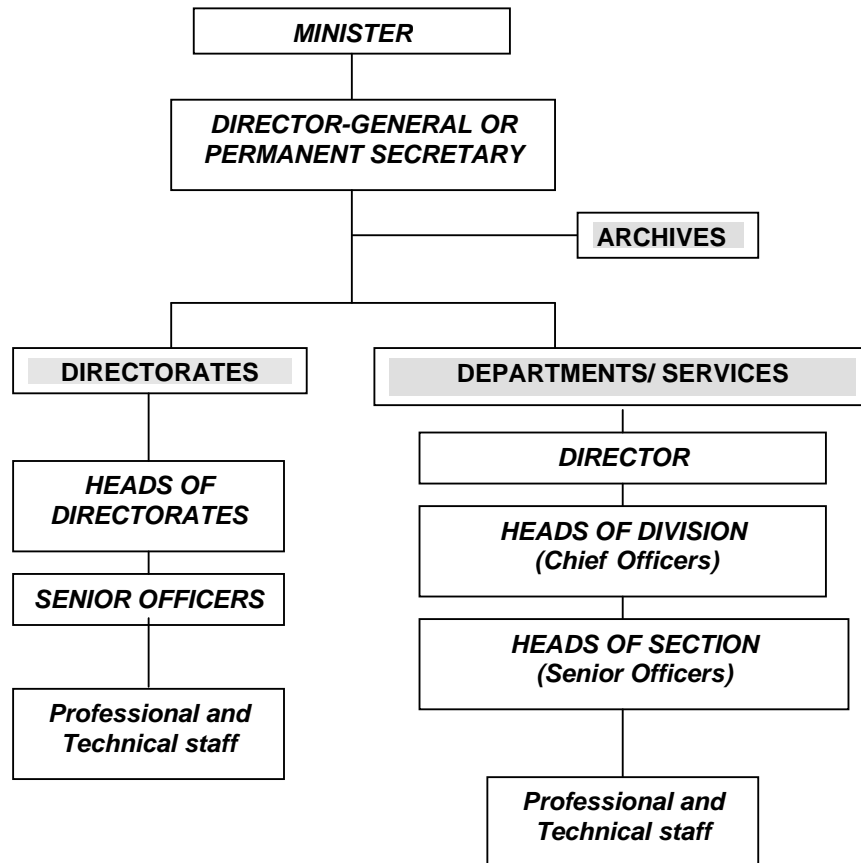 MINISTER
DIRECTOR-GENERAL OR
PERMANENT SECRETARY
ARCHIVES
DIRECTORATES
DEPARTMENTS/ SERVICES
HEADS OF
DIRECTORATES
SENIOR OFFICERS
Professional and
Technical staff
DIRECTOR
HEADS OF DIVISION
(Chief Officers)
HEADS OF SECTION
(Senior Officers)
Professional and
Technical staff